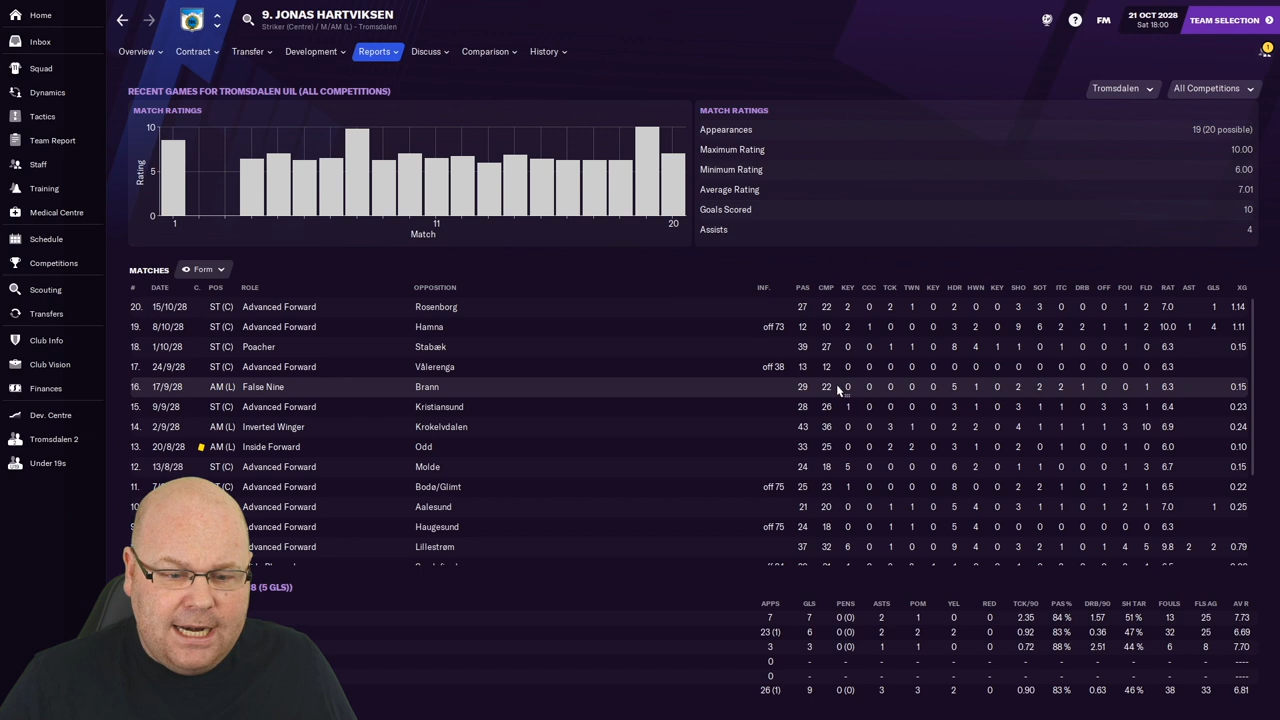 9. JONAS HARTVIKSEN
Striker (Centre) / M/AM (L) - Tromsdalen
FM
21 OCT 2028
Sat 18:00
TEAM SELECTION
1
Home
Inbox
Squad
Dynamics
Tactics
Team Report
Staff
Training
Medical Centre
Schedule
Competitions
Scouting
Transfers
Club Info
Club Vision
Finances
Dev. Centre
Tromsdalen 2
Under 19s
Overview Contract Transfer Development Reports Discuss Comparison History
RECENT GAMES FOR TROMSDALEN UIL (ALL COMPETITIONS)
Tromsdalen All Competitions
MATCH RATINGS
10
5
0
Rating
1 11 20
Match
MATCH RATINGS
Appearances 19 (20 possible)
Maximum Rating 10.00
Minimum Rating 6.00
Average Rating 7.01
Goals Scored 10
Assists 4
MATCHES Form
# DATE C. POS ROLE OPPOSITION INF. PAS CMP KEY CCC TCK TWN KEY HDR HWN KEY SHO SOT ITC DRB OFF FOU FLD RAT AST GLS XG
20. 15/10/28 ST (C) Advanced Forward Rosenborg 27 22 2 0 2 1 0 2 0 0 3 3 0 0 0 1 2 7.0 1 1.14
19. 8/10/28 ST (C) Advanced Forward Hamna off 73 12 10 2 1 0 0 0 3 2 0 9 6 2 2 1 1 2 10.0 1 4 1.11
18. 1/10/28 ST (C) Poacher Stabæk 39 27 0 0 1 1 0 8 4 1 3 0 1 0 0 0 3 6.3 0.15
17. 24/9/28 ST (C) Advanced Forward Vålerenga off 38 13 12 0 0 0 0 0 0 0 0 0 0 0 0 0 0 0 6.3
16. 17/9/28 AM (L) False Nine Brann 29 22 0 0 0 0 0 5 1 0 2 2 2 1 0 0 1 6.3 0.15
15. 9/9/28 ST (C) Advanced Forward Kristiansund 28 26 1 0 0 0 0 3 1 0 3 1 1 0 3 3 1 6.4 0.23
14. 2/9/28 AM (L) Inverted Winger Krokelvdalen 43 36 0 0 3 1 0 2 2 0 4 1 1 1 1 3 10 6.9 0.24
13. 20/8/28 AM (L) Inside Forward Odd 33 25 0 0 2 2 0 3 1 0 2 0 1 0 0 1 2 6.0 0.10
12. 13/8/28 ST (C) Advanced Forward Molde 24 18 5 0 0 0 0 6 2 0 1 1 0 0 0 1 3 6.7 0.15
11. (C) Advanced Forward Bodø/Glimt off 75 25 23 1 0 0 0 0 8 0 0 2 2 1 0 1 2 1 6.5 0.22
Advanced Forward Aalesund 21 20 0 0 1 1 0 5 4 0 3 1 1 0 1 2 1 7.0 1 0.25
Advanced Forward Haugesund off 75 24 18 0 0 1 1 0 5 4 0 0 0 0 0 0 0 0 6.3
Advanced Forward Lillestrøm 37 32 6 0 1 0 0 9 4 0 3 2 1 0 1 4 5 9.8 2 2 0.79
(5 GLS))
APPS GLS PENS ASTS POM YEL RED TCK/90 PAS % DRB/90 SH TAR FOULS FLS AG AV R
7 7 0 (0) 2 1 0 0 2.35 84 % 1.57 51 % 13 25 7.73
23 (1) 6 0 (0) 2 2 2 0 0.92 83 % 0.36 47 % 32 25 6.69
3 3 0 (0) 1 1 0 0 0.72 88 % 2.51 44 % 6 8 7.70
0 - - - - - - - - - - - - ----
0 - - - - - - - - - - - - ----
26 (1) 9 0 (0) 3 3 2 0 0.90 83 % 0.63 46 % 38 33 6.81